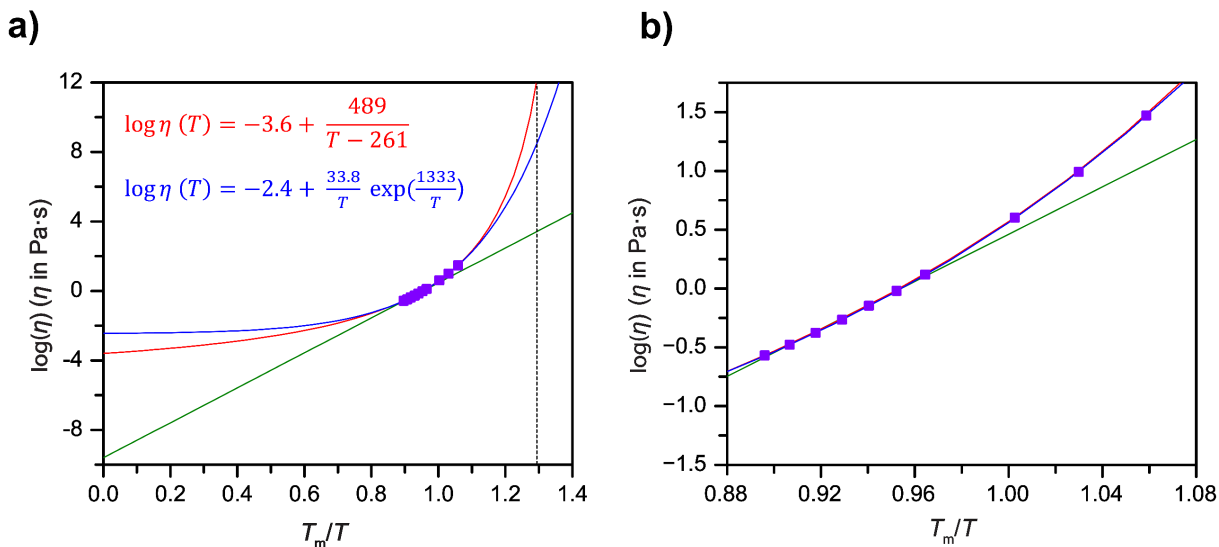 a)
12
8
4
0
−4
-8
log(η) (η in Pa·s)
log η (T) = −3.6 + 489 / T − 261
log η (T) = −2.4 + 33.8 / T exp(1333 / T)
0.0 0.2 0.4 0.6 0.8 1.0 1.2 1.4
Tm/T
b)
1.5
1.0
0.5
0.0
−0.5
−1.0
−1.5
log(η) (η in Pa·s)
0.88 0.92 0.96 1.00 1.04 1.08
Tm/T